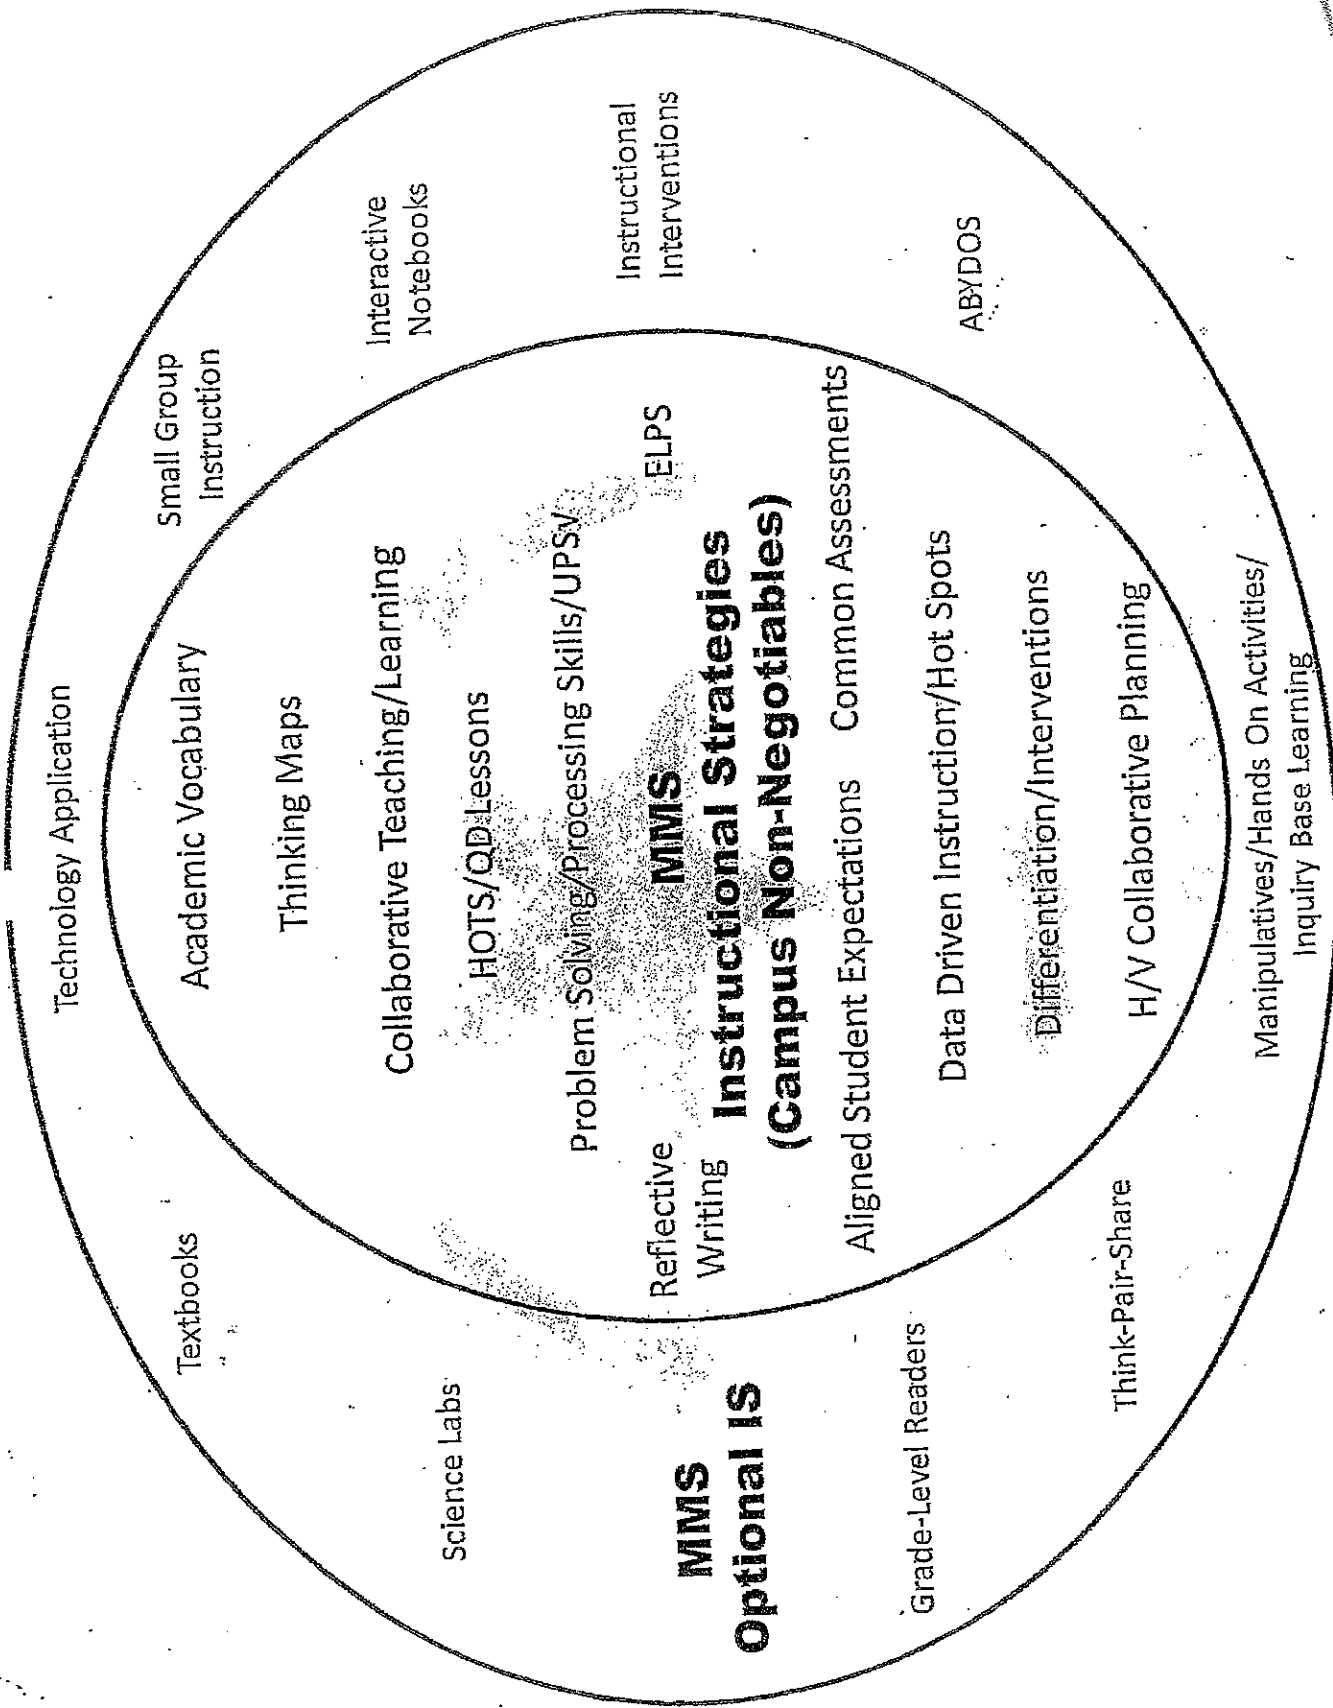 Technology Application
Small Group
Instruction
Textbooks
Academic Vocabulary
Interactive
Notebooks
Thinking Maps
Collaborative Teaching/Learning
Science Labs
HOTS/QD Lessons
Problem Solving/Processing Skills/UPSv
Instructional
Interventions
ELPS
Reflective
Writing
MMS
Instructional Strategies
(Campus Non-Negotiables)
MMS
Optional IS
Aligned Student Expectations
Common Assessments
ABYDOS
Grade-Level Readers
Data Driven Instruction/Hot Spots
Differentiation/Interventions
Think-Pair-Share
H/V Collaborative Planning
Manipulatives/Hands On Activities/
Inquiry Base Learning